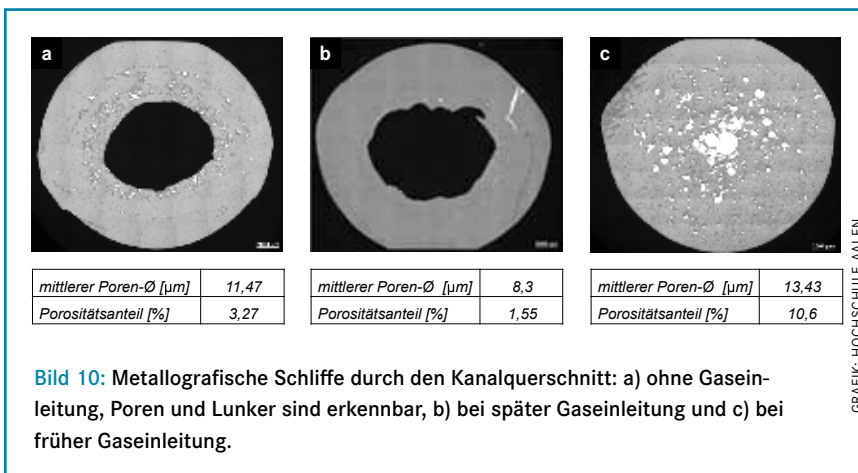 a
b
c
mittlerer Poren-Ø [µm] 11,47
Porositätsanteil [%] 3,27
mittlerer Poren-Ø [µm] 8,3
Porositätsanteil [%] 1,55
mittlerer Poren-Ø [µm] 13,43
Porositätsanteil [%] 10,6
Bild 10: Metallografische Schliffe durch den Kanalquerschnitt: a) ohne Gasein-
leitung, Poren und Lunker sind erkennbar, b) bei später Gaseinleitung und c) bei
früher Gaseinleitung.
GRAFIK: HOCHSCHULE AALEN